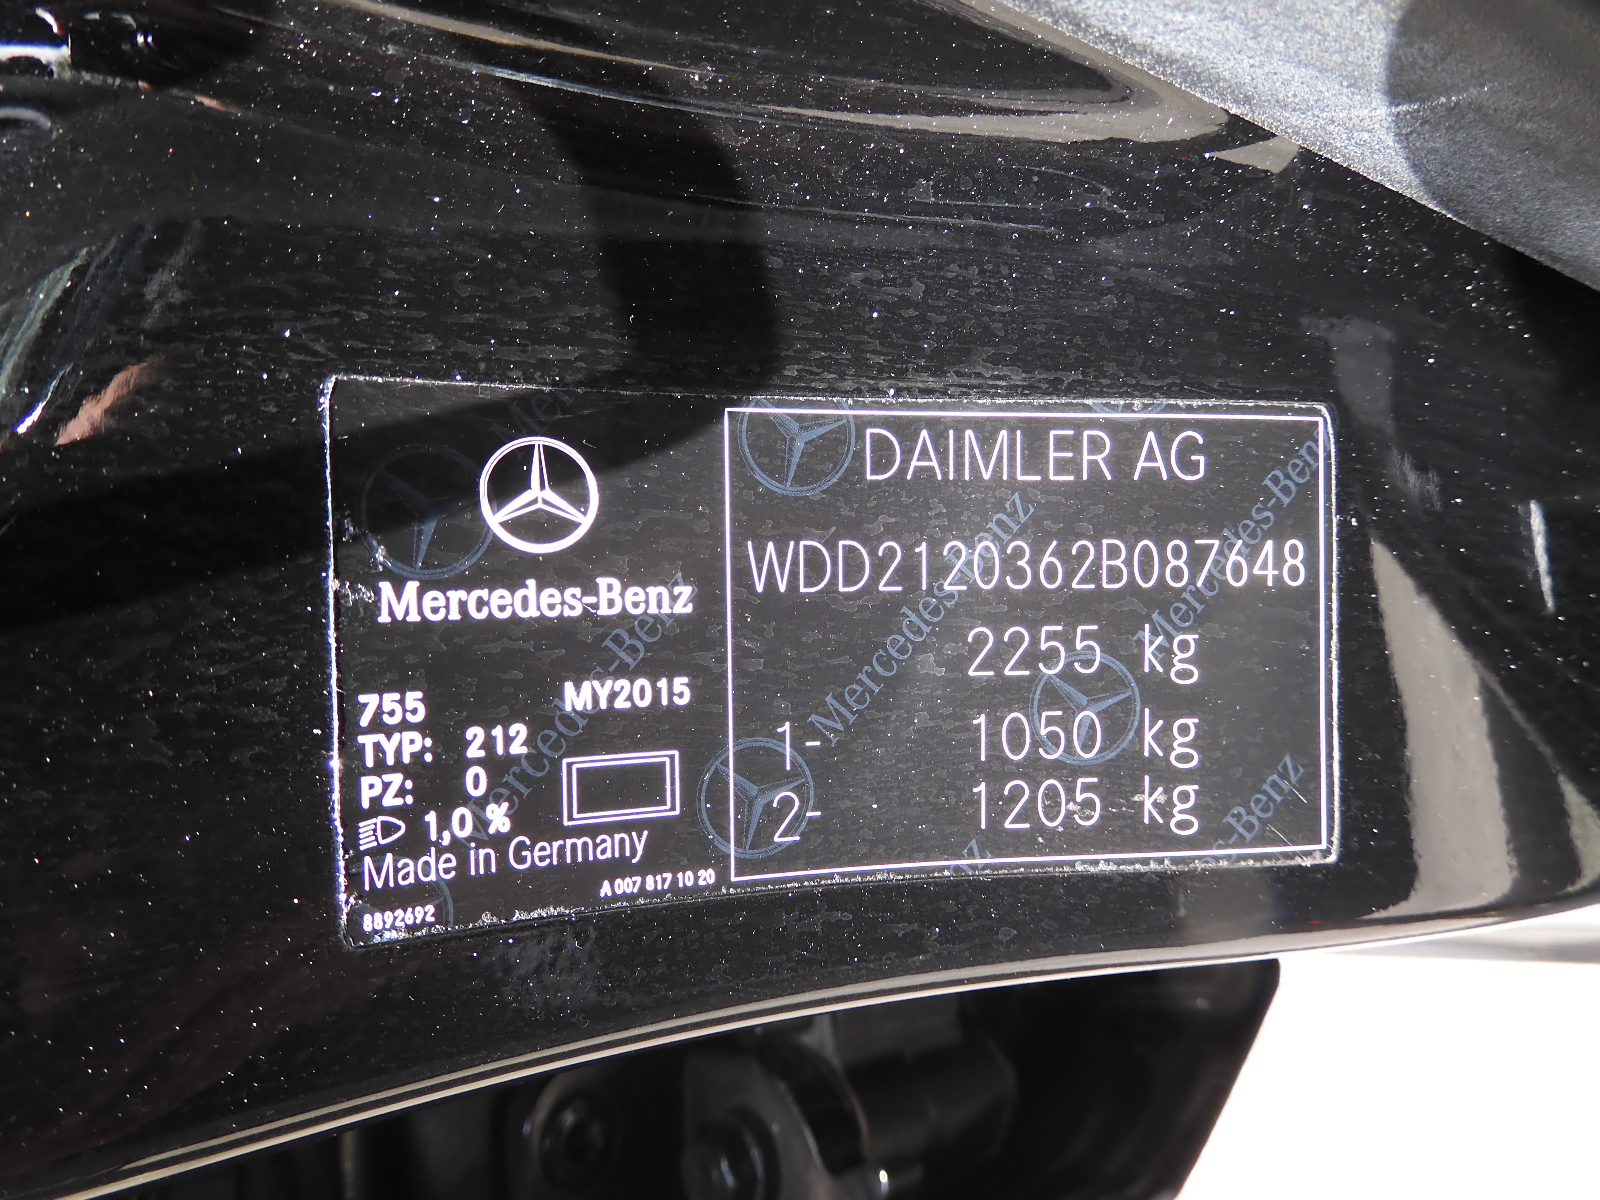 Mercedes-Benz
755 MY2015
TYP: 212
PZ: 0
1,0 %
Made in Germany
A 007 817 10 20
8892692
DAIMLER AG
WDD2120362B087648
2255 kg
1- 1050 kg
2- 1205 kg